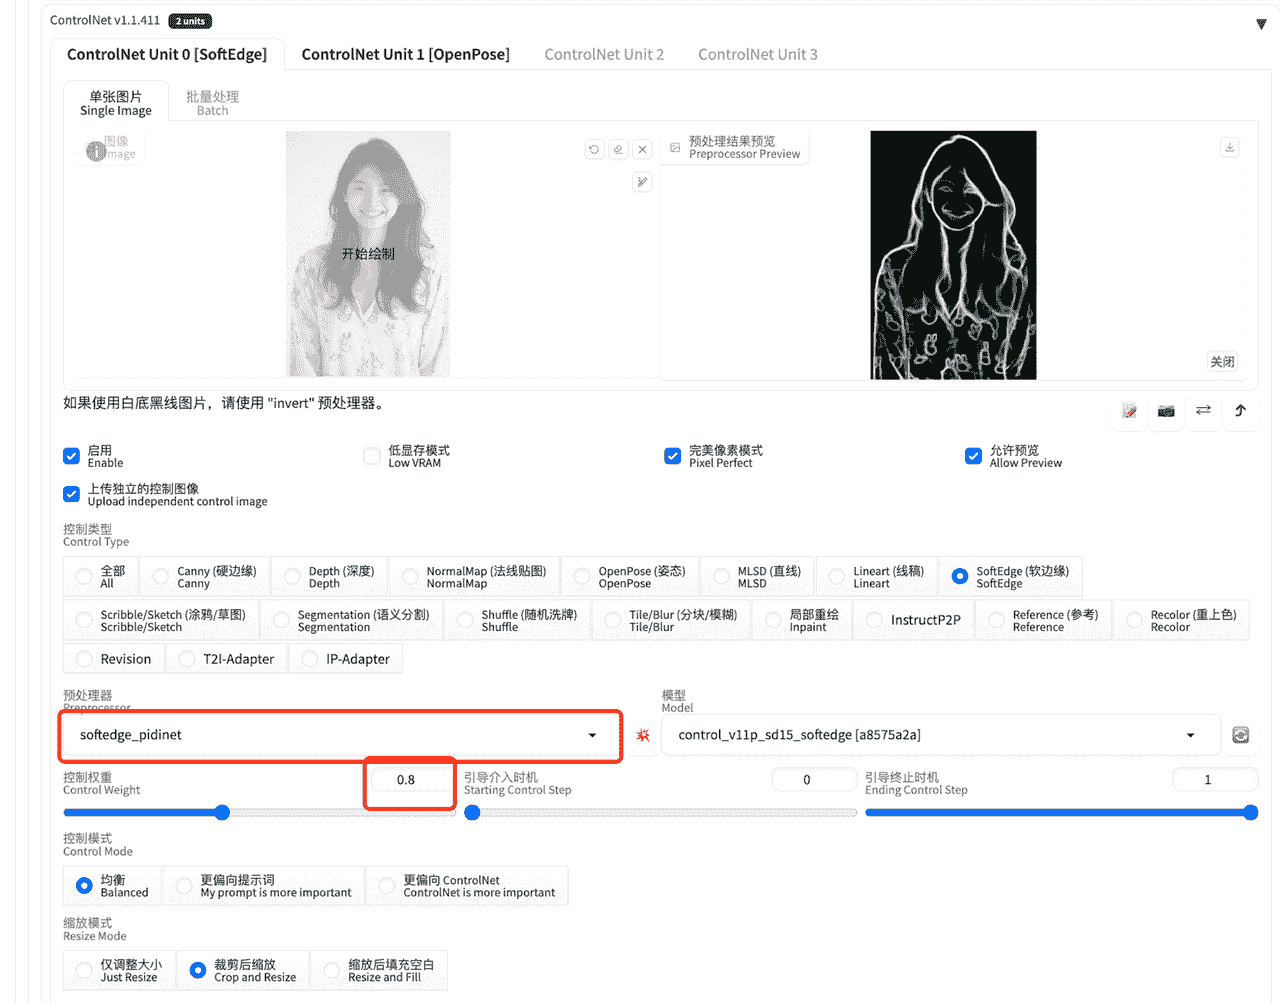 ControlNet v1.1.411 2 units
ControlNet Unit 0 [SoftEdge] ControlNet Unit 1 [OpenPose] ControlNet Unit 2 ControlNet Unit 3
单张图片 批量处理
Single Image Batch
图像 预处理结果预览
Image Preprocessor Preview
开始绘制
关闭
如果使用白底黑线图片，请使用 "invert" 预处理器。
启用 低显存模式 完美像素模式 允许预览
Enable Low VRAM Pixel Perfect Allow Preview
上传独立的控制图像
Upload independent control image
控制类型
Control Type
全部 Canny (硬边缘) Depth (深度) NormalMap (法线贴图) OpenPose (姿态) MLSD (直线) Lineart (线稿) SoftEdge (软边缘)
All Canny Depth NormalMap OpenPose MLSD Lineart SoftEdge
Scribble/Sketch (涂鸦/草图) Segmentation (语义分割) Shuffle (随机洗牌) Tile/Blur (分块/模糊) 局部重绘 InstructP2P Reference (参考) Recolor (重上色)
Scribble/Sketch Segmentation Shuffle Tile/Blur Inpaint Reference Recolor
Revision T2I-Adapter IP-Adapter
预处理器 模型
Preprocessor Model
softedge_pidinet control_v11p_sd15_softedge [a8575a2a]
控制权重 0.8 引导介入时机 0 引导终止时机 1
Control Weight Starting Control Step Ending Control Step
控制模式
Control Mode
均衡 更偏向提示词 更偏向 ControlNet
Balanced My prompt is more important ControlNet is more important
缩放模式
Resize Mode
仅调整大小 裁剪后缩放 缩放后填充空白
Just Resize Crop and Resize Resize and Fill